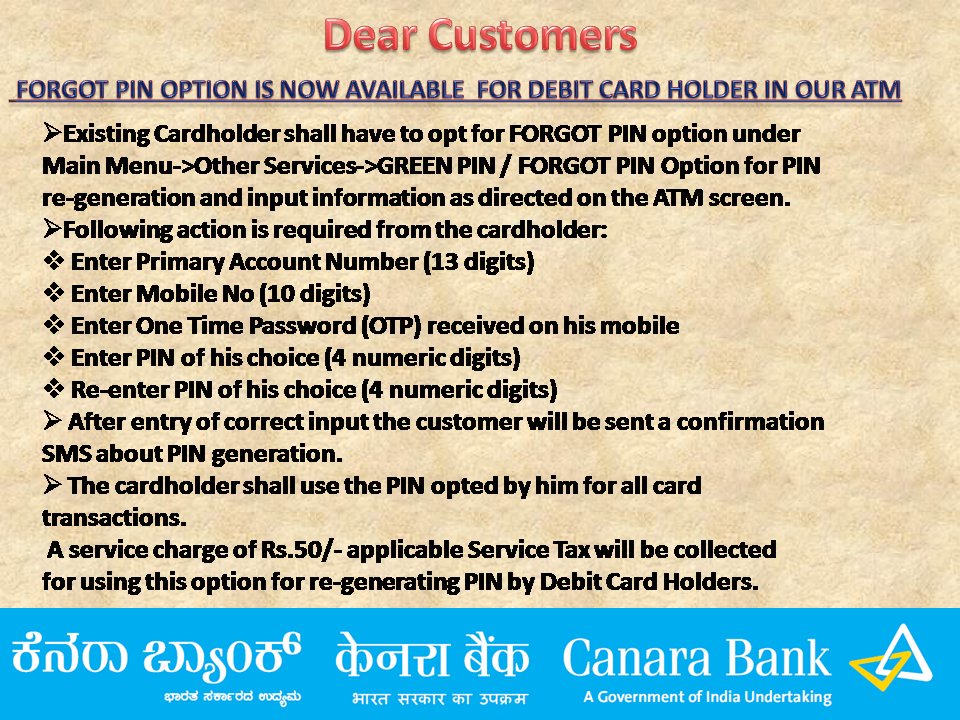 Dear Customers
FORGOT PIN OPTION IS NOW AVAILABLE FOR DEBIT CARD HOLDER IN OUR ATM
➢Existing Cardholder shall have to opt for FORGOT PIN option under
Main Menu->Other Services->GREEN PIN / FORGOT PIN Option for PIN
re-generation and input information as directed on the ATM screen.
➢Following action is required from the cardholder:
❖ Enter Primary Account Number (13 digits)
❖ Enter Mobile No (10 digits)
❖ Enter One Time Password (OTP) received on his mobile
❖ Enter PIN of his choice (4 numeric digits)
❖ Re-enter PIN of his choice (4 numeric digits)
➢ After entry of correct input the customer will be sent a confirmation
SMS about PIN generation.
➢ The cardholder shall use the PIN opted by him for all card
transactions.
A service charge of Rs.50/- applicable Service Tax will be collected
for using this option for re-generating PIN by Debit Card Holders.
ಕೆನರಾ ಬ್ಯಾಂಕ್ केनरा बैंक Canara Bank
ಭಾರತ ಸರ್ಕಾರದ ಉದ್ಯಮ भारत सरकार का उपक्रम A Government of India Undertaking